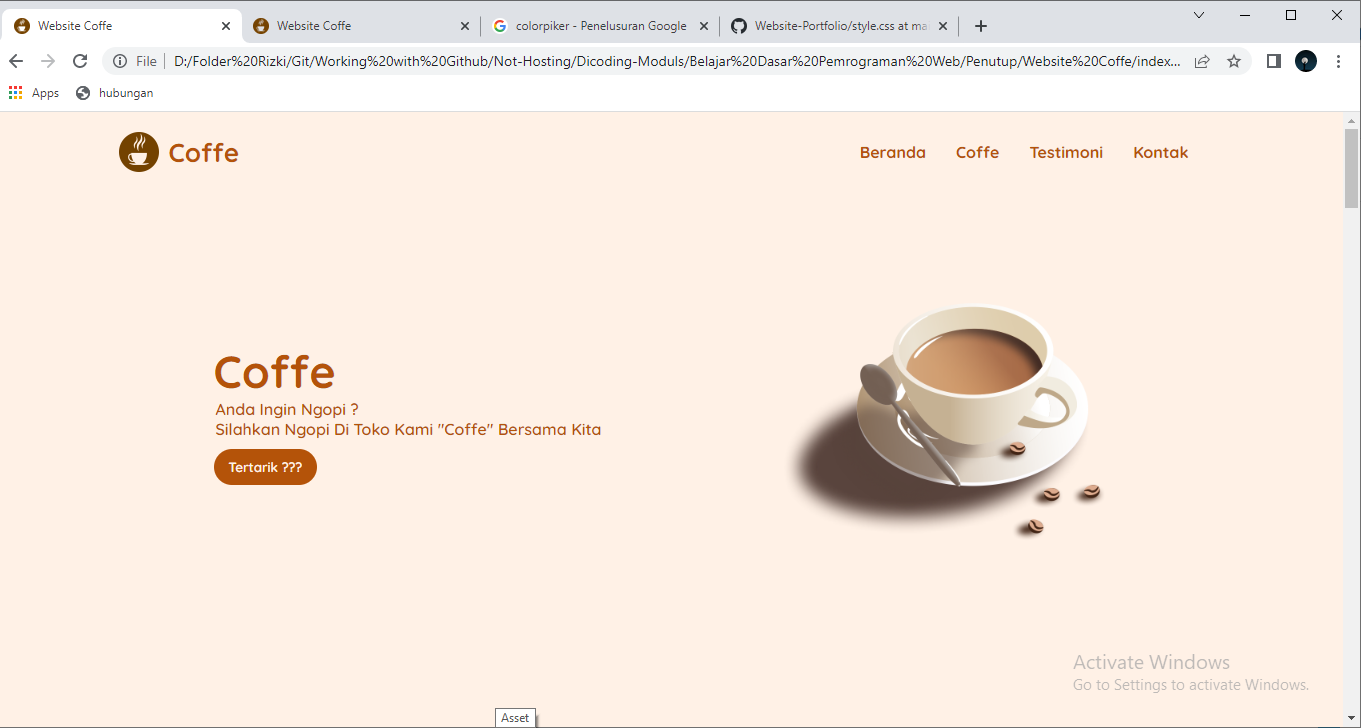 Website Coffe
Website Coffe
colorpiker - Penelusuran Google
Website-Portfolio/style.css at ma
File
D:/Folder%20Rizki/Git/Working%20with%20Github/Not-Hosting/Dicoding-Moduls/Belajar%20Dasar%20Pemrograman%20Web/Penutup/Website%20Coffe/index...
Apps
hubungan
Coffe
Beranda
Coffe
Testimoni
Kontak
Coffe
Anda Ingin Ngopi ?
Silahkan Ngopi Di Toko Kami "Coffe" Bersama Kita
Tertarik ???
Activate Windows
Go to Settings to activate Windows.
Asset